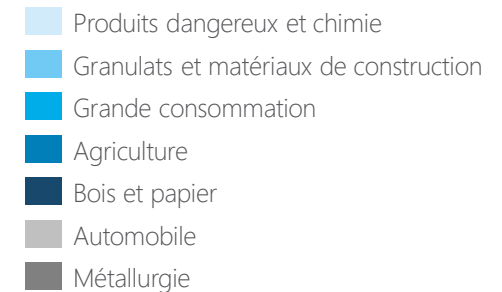 Produits dangereux et chimie
Granulats et matériaux de construction
Grande consommation
Agriculture
Bois et papier
Automobile
Métallurgie